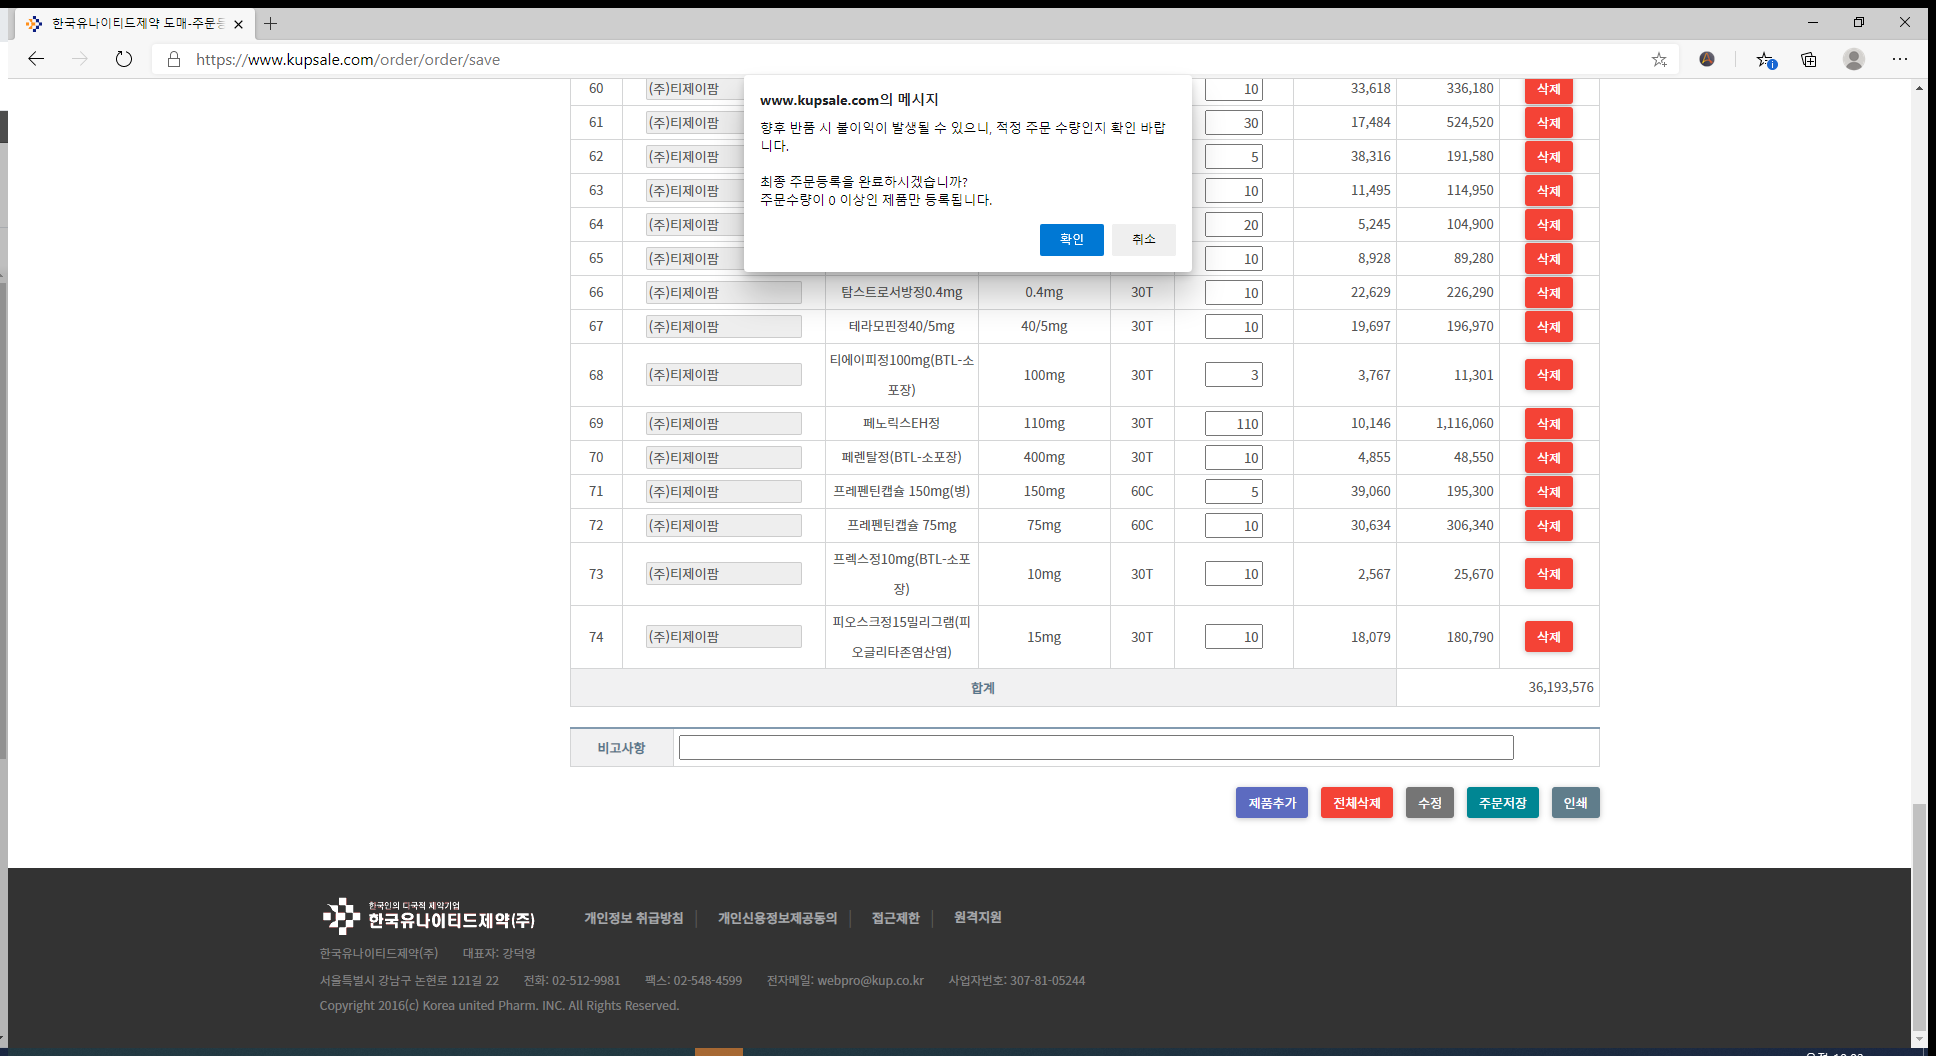 한국유나이티드제약 도매-주문등
https://www.kupsale.com/order/order/save
www.kupsale.com의 메시지
향후 반품 시 불이익이 발생될 수 있으니, 적정 주문 수량인지 확인 바랍
니다.
최종 주문등록을 완료하시겠습니까?
주문수량이 0 이상인 제품만 등록됩니다.
확인 취소
60 (주)티제이팜 10 33,618 336,180 삭제
61 (주)티제이팜 30 17,484 524,520 삭제
62 (주)티제이팜 5 38,316 191,580 삭제
63 (주)티제이팜 10 11,495 114,950 삭제
64 (주)티제이팜 20 5,245 104,900 삭제
65 (주)티제이팜 10 8,928 89,280 삭제
66 (주)티제이팜 탐스트로서방정0.4mg 0.4mg 30T 10 22,629 226,290 삭제
67 (주)티제이팜 테라모핀정40/5mg 40/5mg 30T 10 19,697 196,970 삭제
68 (주)티제이팜 티에이피정100mg(BTL-소
포장) 100mg 30T 3 3,767 11,301 삭제
69 (주)티제이팜 페노릭스EH정 110mg 30T 110 10,146 1,116,060 삭제
70 (주)티제이팜 페렌탈정(BTL-소포장) 400mg 30T 10 4,855 48,550 삭제
71 (주)티제이팜 프레펜틴캡슐 150mg(병) 150mg 60C 5 39,060 195,300 삭제
72 (주)티제이팜 프레펜틴캡슐 75mg 75mg 60C 10 30,634 306,340 삭제
73 (주)티제이팜 프렉스정10mg(BTL-소포
장) 10mg 30T 10 2,567 25,670 삭제
74 (주)티제이팜 피오스크정15밀리그램(피
오글리타존염산염) 15mg 30T 10 18,079 180,790 삭제
합계 36,193,576
비고사항
제품추가 전체삭제 수정 주문저장 인쇄
한국인의 다국적 제약기업
한국유나이티드제약(주)
개인정보 취급방침 개인신용정보제공동의 접근제한 원격지원
한국유나이티드제약(주) 대표자: 강덕영
서울특별시 강남구 논현로 121길 22 전화: 02-512-9981 팩스: 02-548-4599 전자메일: webpro@kup.co.kr 사업자번호: 307-81-05244
Copyright 2016(c) Korea united Pharm. INC. All Rights Reserved.